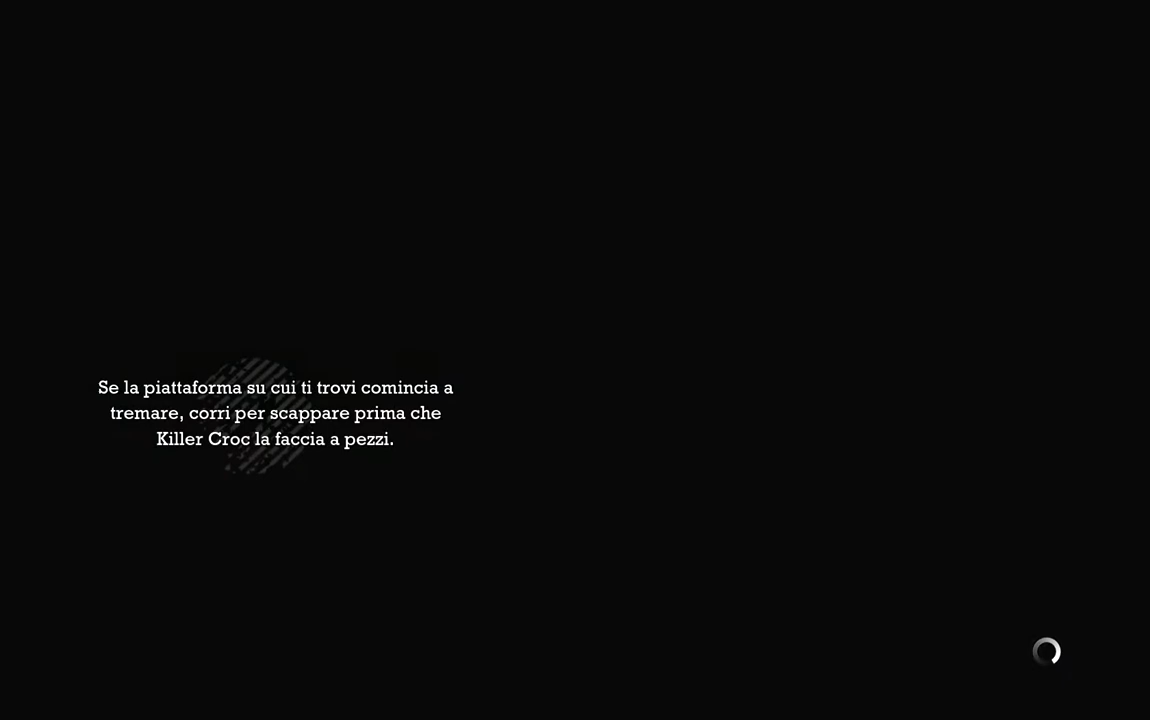 Se la piattaforma su cui ti trovi comincia a
tremare, corri per scappare prima che
Killer Croc la faccia a pezzi.